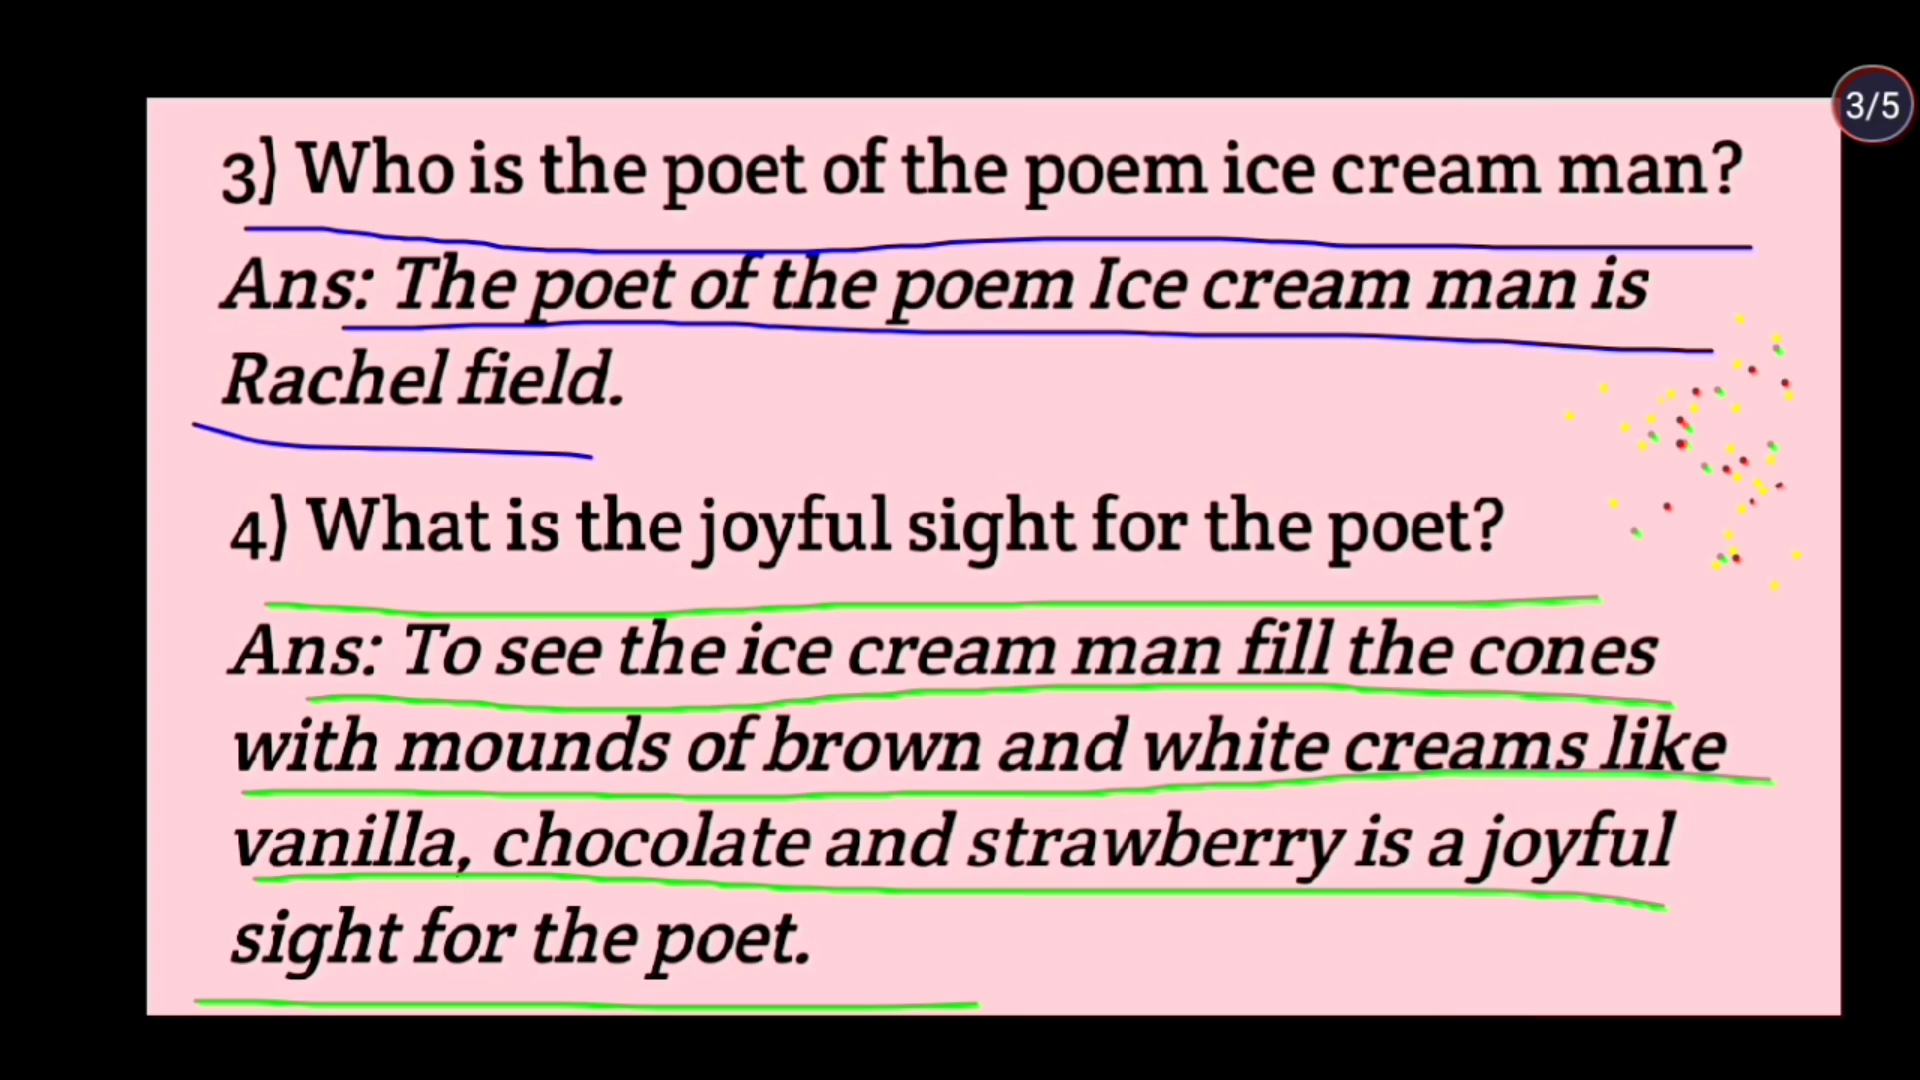 3/5
3) Who is the poet of the poem ice cream man?
Ans: The poet of the poem Ice cream man is
Rachel field.
4) What is the joyful sight for the poet?
Ans: To see the ice cream man fill the cones
with mounds of brown and white creams like
vanilla, chocolate and strawberry is a joyful
sight for the poet.